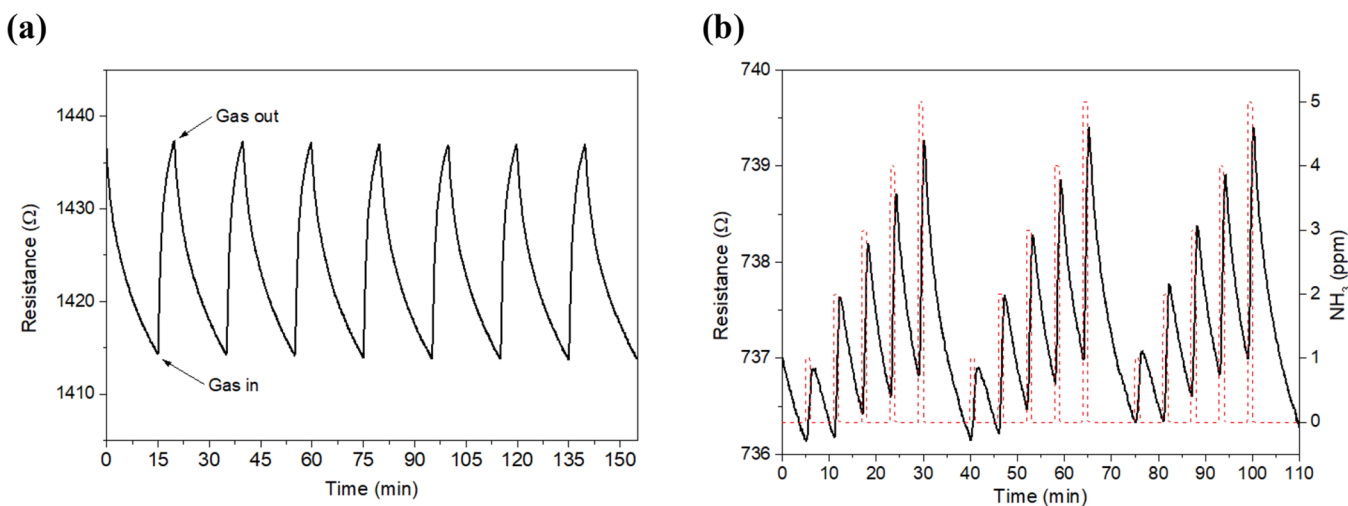 (a)
(b)
1440
1430
1420
1410
Resistance (Ω)
Gas out
Gas in
0 15 30 45 60 75 90 105 120 135 150
Time (min)
740
739
738
737
736
Resistance (Ω)
5
4
3
2
1
0
NH3 (ppm)
0 10 20 30 40 50 60 70 80 90 100 110
Time (min)